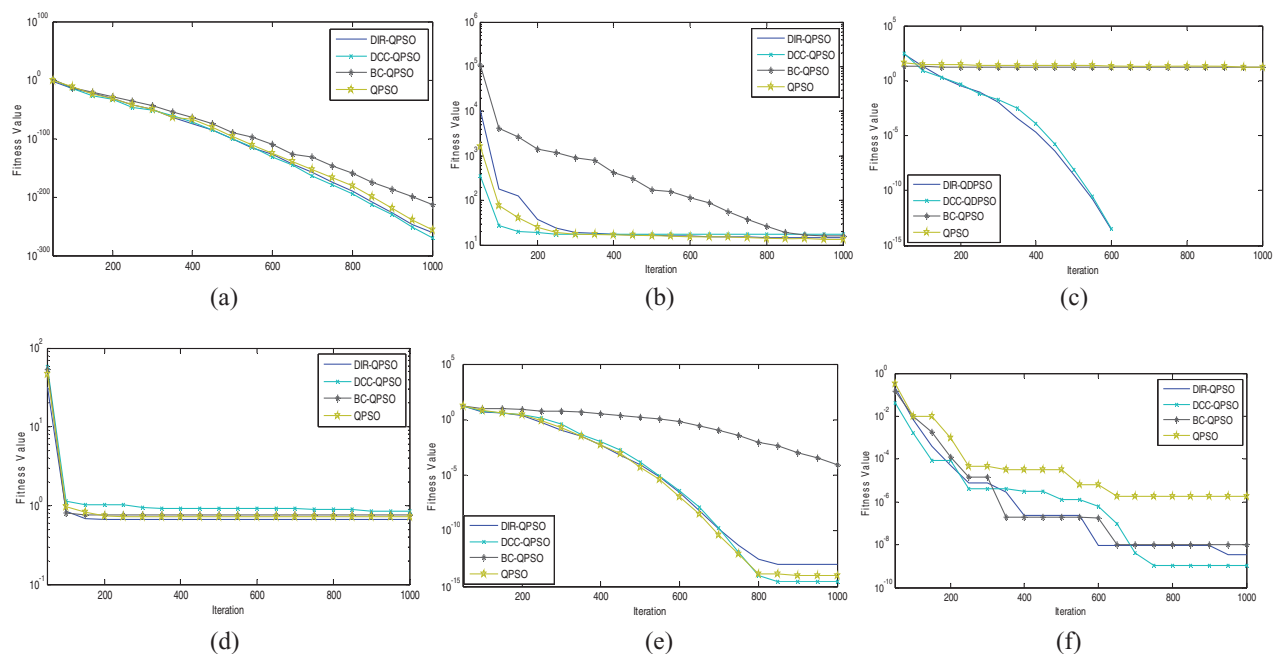 10^100
10^0
10^-100
10^-200
10^-300
Fitness Value
200 400 600 800 1000
DIR-QPSO
DCC-QPSO
BC-QPSO
QPSO
(a)
10^6
10^5
10^4
10^3
10^2
10^1
Fitness Value
200 400 600 800 1000
Iteration
DIR-QPSO
DCC-QPSO
BC-QPSO
QPSO
(b)
10^5
10^0
10^-5
10^-10
10^-15
Fitness Value
200 400 600 800 1000
Iteration
DIR-QDPSO
DCC-QDPSO
BC-QPSO
QPSO
(c)
10^2
10^1
10^0
10^-1
Fitness Value
200 400 600 800 1000
Iteration
DIR-QPSO
DCC-QPSO
BC-QPSO
QPSO
(d)
10^5
10^0
10^-5
10^-10
10^-15
Fitness Value
200 400 600 800 1000
Iteration
DIR-QPSO
DCC-QPSO
BC-QPSO
QPSO
(e)
10^0
10^-2
10^-4
10^-6
10^-8
10^-10
Fitness Value
200 400 600 800 1000
Iteration
DIR-QPSO
DCC-QPSO
BC-QPSO
QPSO
(f)